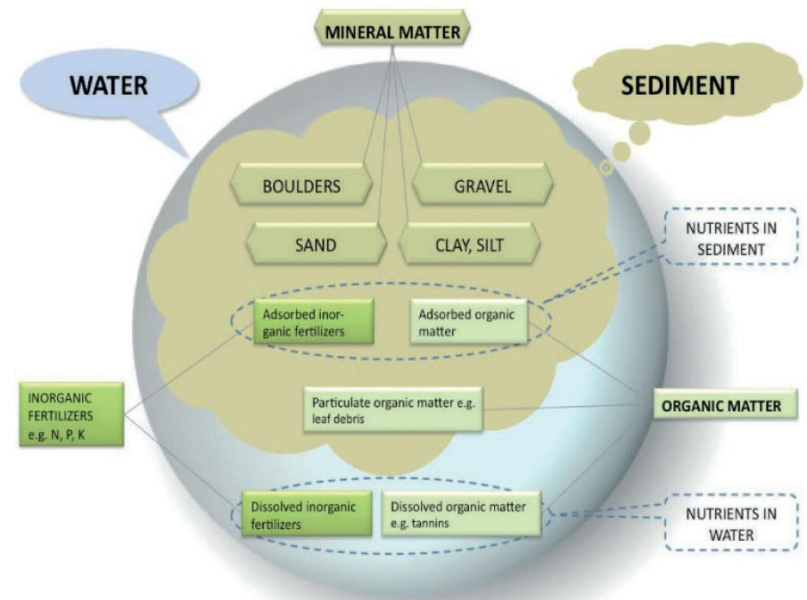 MINERAL MATTER
WATER
SEDIMENT
BOULDERS
GRAVEL
SAND
CLAY, SILT
NUTRIENTS IN
SEDIMENT
Adsorbed inor-
ganic fertilizers
Adsorbed organic
matter
INORGANIC
FERTILIZERS
e.g. N, P, K
Particulate organic matter e.g.
leaf debris
ORGANIC MATTER
Dissolved inorganic
fertilizers
Dissolved organic matter
e.g. tannins
NUTRIENTS IN
WATER